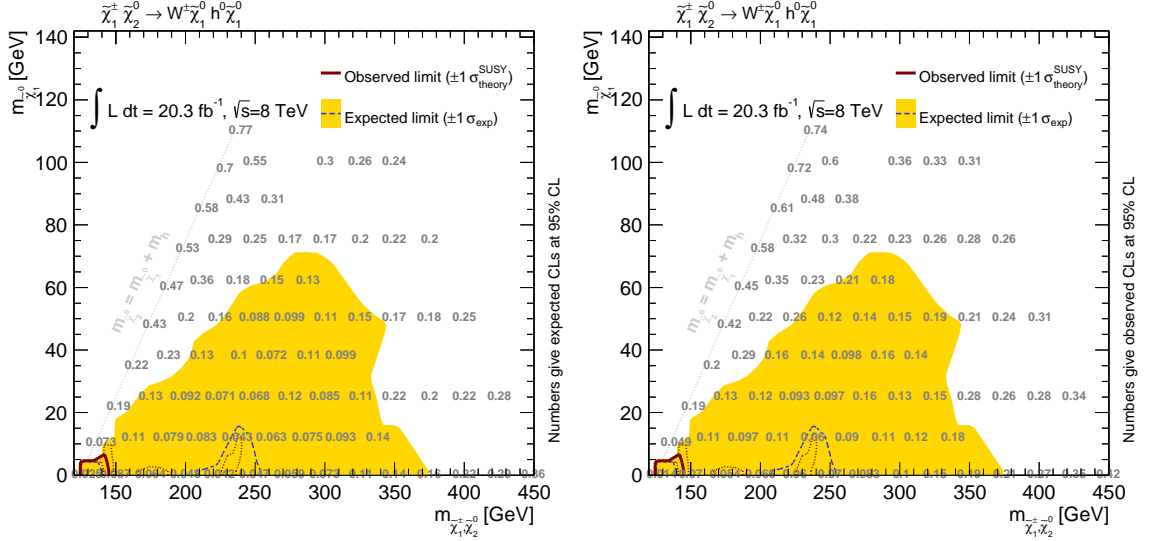 χ̃₁± χ̃₂⁰ → W± χ̃₁⁰ h⁰ χ̃₁⁰
m_χ̃₁⁰ [GeV]
140
120
100
80
60
40
20
0
Observed limit (±1 σ_theory^SUSY)
∫ L dt = 20.3 fb⁻¹, √s=8 TeV
Expected limit (±1 σ_exp)
0.77
0.7 0.55 0.3 0.26 0.24
0.58 0.43 0.31
0.53 0.29 0.25 0.17 0.17 0.2 0.22 0.2
0.47 0.36 0.18 0.15 0.13
0.43 0.2 0.16 0.088 0.099 0.11 0.15 0.17 0.18 0.25
0.22 0.23 0.13 0.1 0.072 0.11 0.099
0.19 0.13 0.092 0.071 0.068 0.12 0.085 0.11 0.22 0.2 0.22 0.28
0.073 0.11 0.079 0.083 0.043 0.063 0.075 0.093 0.14
0.36
m_χ̃₂⁰ = m_χ̃₁⁰ + m_h
150 200 250 300 350 400 450
m_χ̃₁±,χ̃₂⁰ [GeV]
Numbers give expected CLs at 95% CL
χ̃₁± χ̃₂⁰ → W± χ̃₁⁰ h⁰ χ̃₁⁰
m_χ̃₁⁰ [GeV]
140
120
100
80
60
40
20
0
Observed limit (±1 σ_theory^SUSY)
∫ L dt = 20.3 fb⁻¹, √s=8 TeV
Expected limit (±1 σ_exp)
0.74
0.72 0.6 0.36 0.33 0.31
0.61 0.48 0.38
0.58 0.32 0.3 0.22 0.23 0.26 0.28 0.26
0.45 0.35 0.23 0.21 0.18
0.42 0.22 0.26 0.12 0.14 0.15 0.19 0.21 0.24 0.31
0.2 0.29 0.16 0.14 0.098 0.16 0.14
0.19 0.13 0.12 0.093 0.097 0.16 0.13 0.15 0.28 0.26 0.28 0.34
0.049 0.11 0.097 0.11 0.06 0.09 0.11 0.12 0.18
0.42
m_χ̃₂⁰ = m_χ̃₁⁰ + m_h
150 200 250 300 350 400 450
m_χ̃₁±,χ̃₂⁰ [GeV]
Numbers give observed CLs at 95% CL